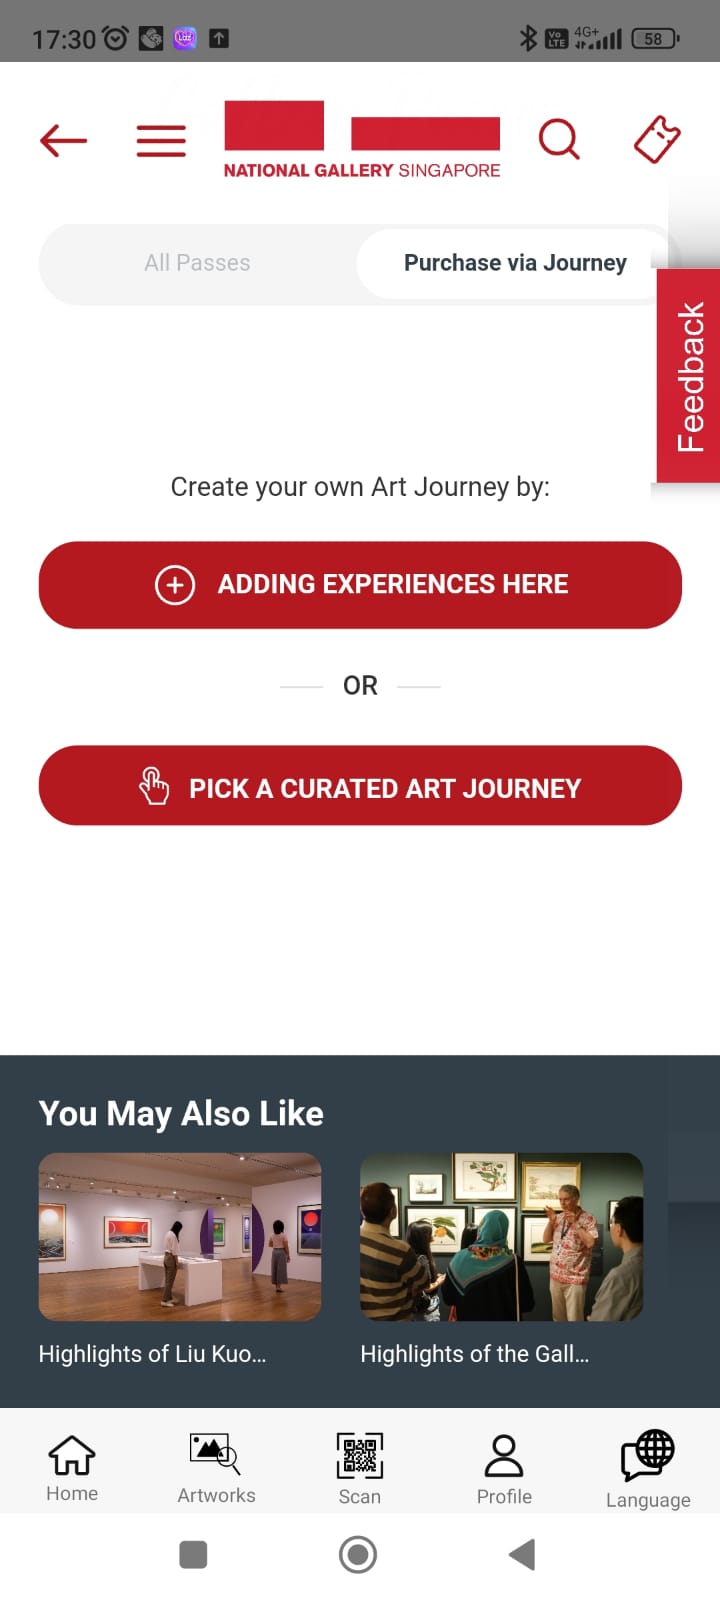 17:30
Vo LTE 4G+ 58
NATIONAL GALLERY SINGAPORE
All Passes
Purchase via Journey
Feedback
Create your own Art Journey by:
ADDING EXPERIENCES HERE
OR
PICK A CURATED ART JOURNEY
You May Also Like
Highlights of Liu Kuo...
Highlights of the Gall...
Home
Artworks
Scan
Profile
Language